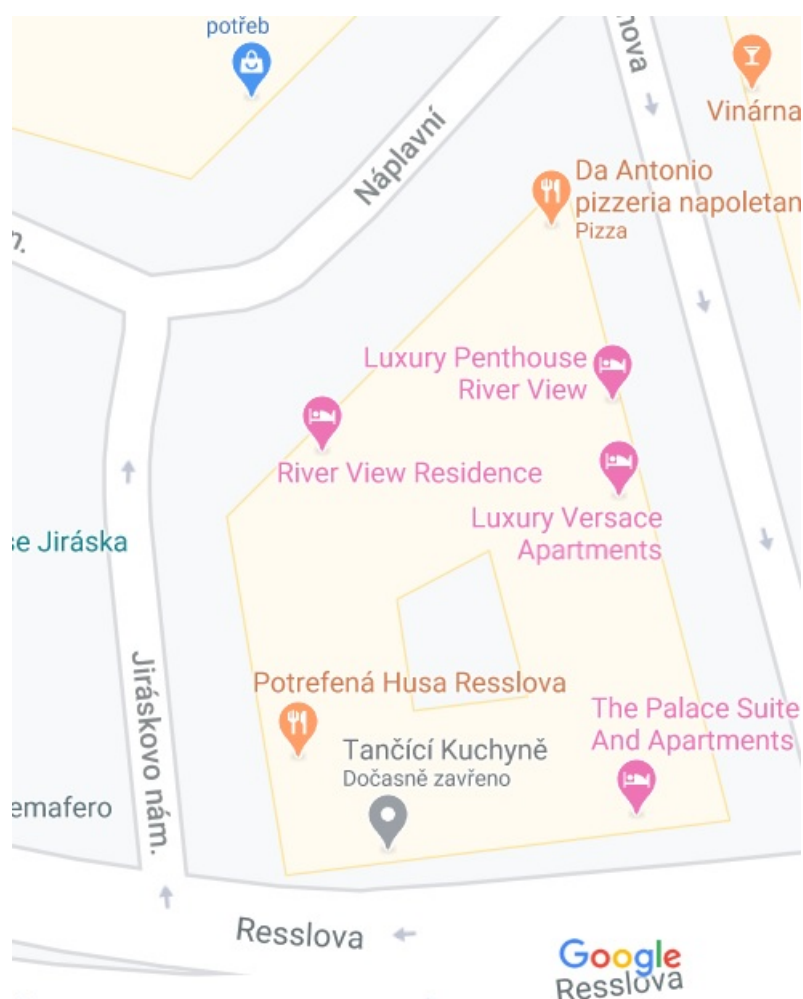 potřeb
nova
Vinárna
Náplavní
Da Antonio
pizzeria napoletan
Pizza
n.
Luxury Penthouse
River View
River View Residence
Luxury Versace
Apartments
se Jiráska
Jiráskovo nám.
Potrefená Husa Resslova
The Palace Suite
And Apartments
Tančící Kuchyně
Dočasně zavřeno
emafero
Resslova
Google
Resslova